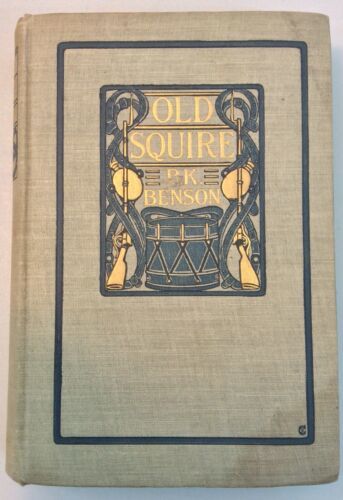 OLD
SQUIRE
B.K.
BENSON